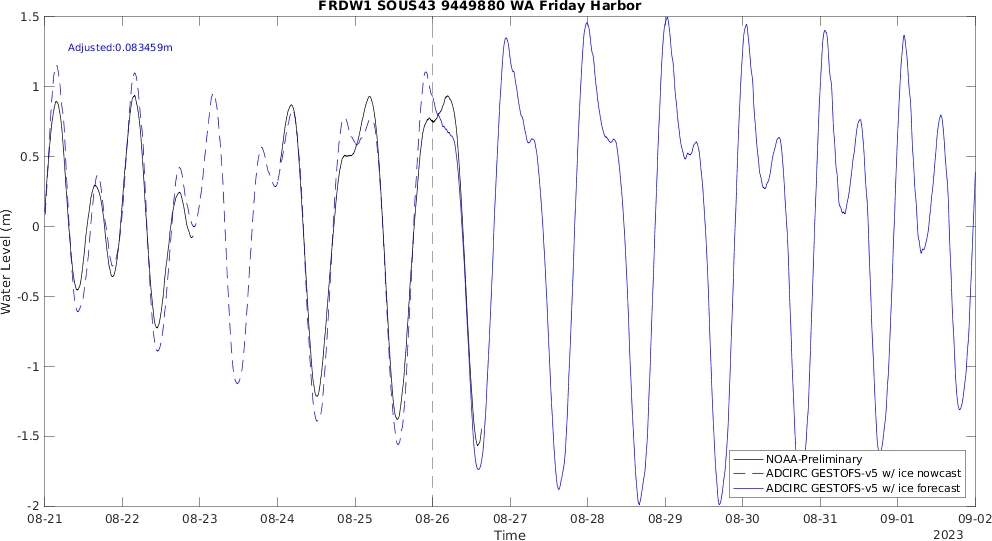 FRDW1 SOUS43 9449880 WA Friday Harbor
Adjusted:0.083459m
1.5
1
0.5
0
-0.5
-1
-1.5
-2
Water Level (m)
NOAA-Preliminary
ADCIRC GESTOFS-v5 w/ ice nowcast
ADCIRC GESTOFS-v5 w/ ice forecast
08-21 08-22 08-23 08-24 08-25 08-26 08-27 08-28 08-29 08-30 08-31 09-01 09-02
Time
2023